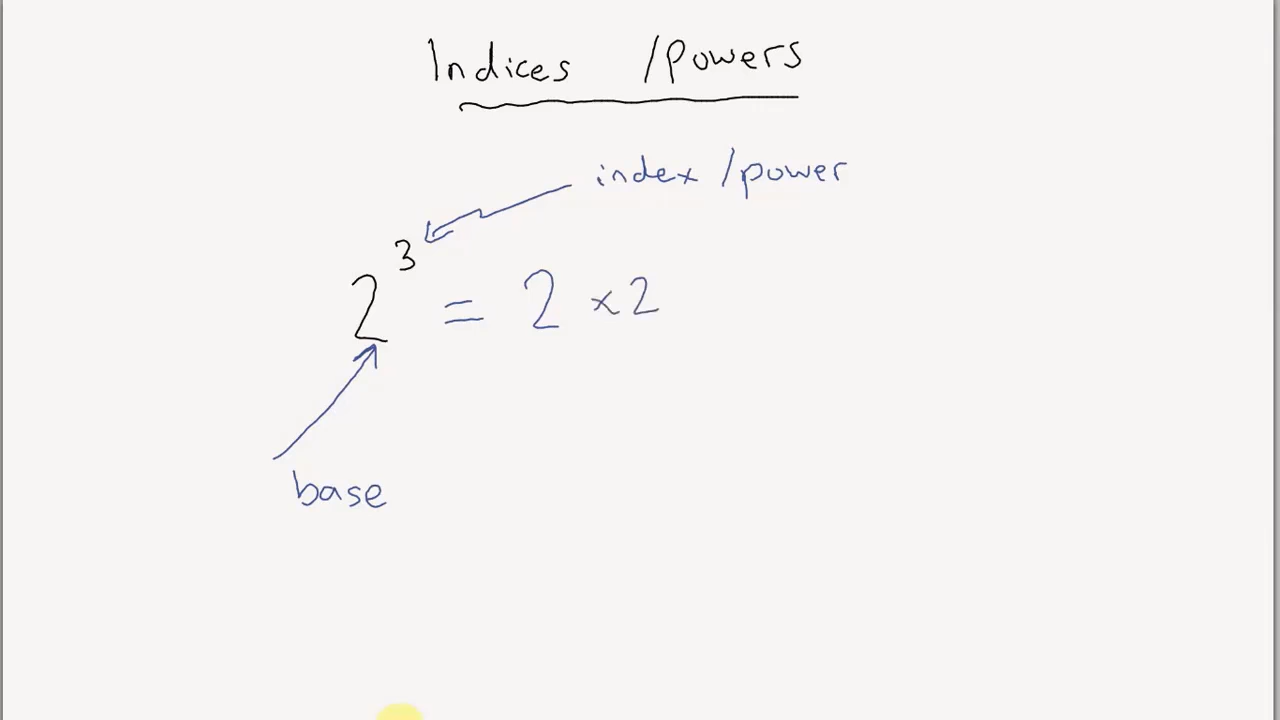 Indices /Powers
index /power
2³ = 2 × 2
base